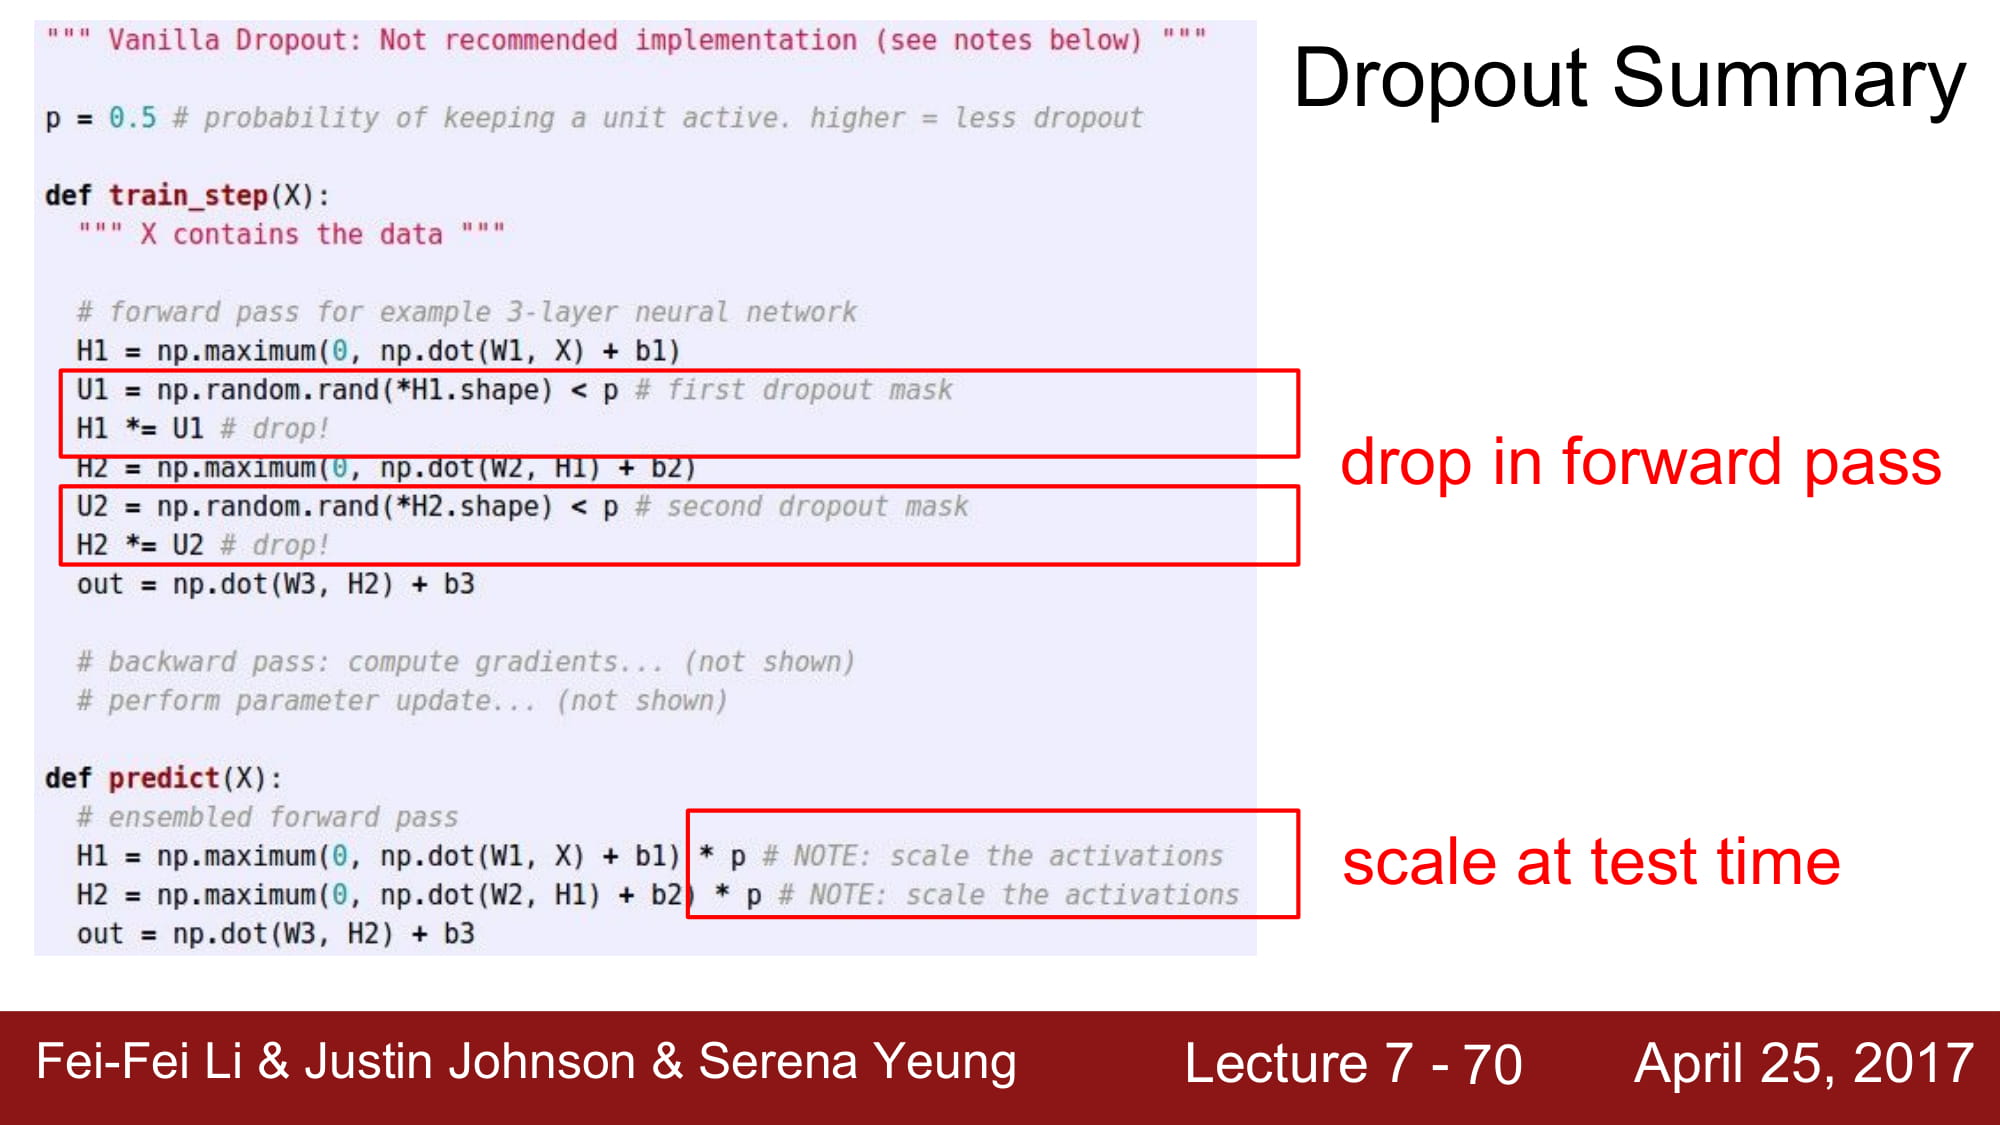 Dropout Summary
""" Vanilla Dropout: Not recommended implementation (see notes below) """
p = 0.5 # probability of keeping a unit active. higher = less dropout
def train_step(X):
""" X contains the data """
# forward pass for example 3-layer neural network
H1 = np.maximum(0, np.dot(W1, X) + b1)
U1 = np.random.rand(*H1.shape) < p # first dropout mask
H1 *= U1 # drop!
H2 = np.maximum(0, np.dot(W2, H1) + b2)
U2 = np.random.rand(*H2.shape) < p # second dropout mask
H2 *= U2 # drop!
out = np.dot(W3, H2) + b3
# backward pass: compute gradients... (not shown)
# perform parameter update... (not shown)
def predict(X):
# ensembled forward pass
H1 = np.maximum(0, np.dot(W1, X) + b1) * p # NOTE: scale the activations
H2 = np.maximum(0, np.dot(W2, H1) + b2) * p # NOTE: scale the activations
out = np.dot(W3, H2) + b3
drop in forward pass
scale at test time
Fei-Fei Li & Justin Johnson & Serena Yeung
Lecture 7 - 70
April 25, 2017